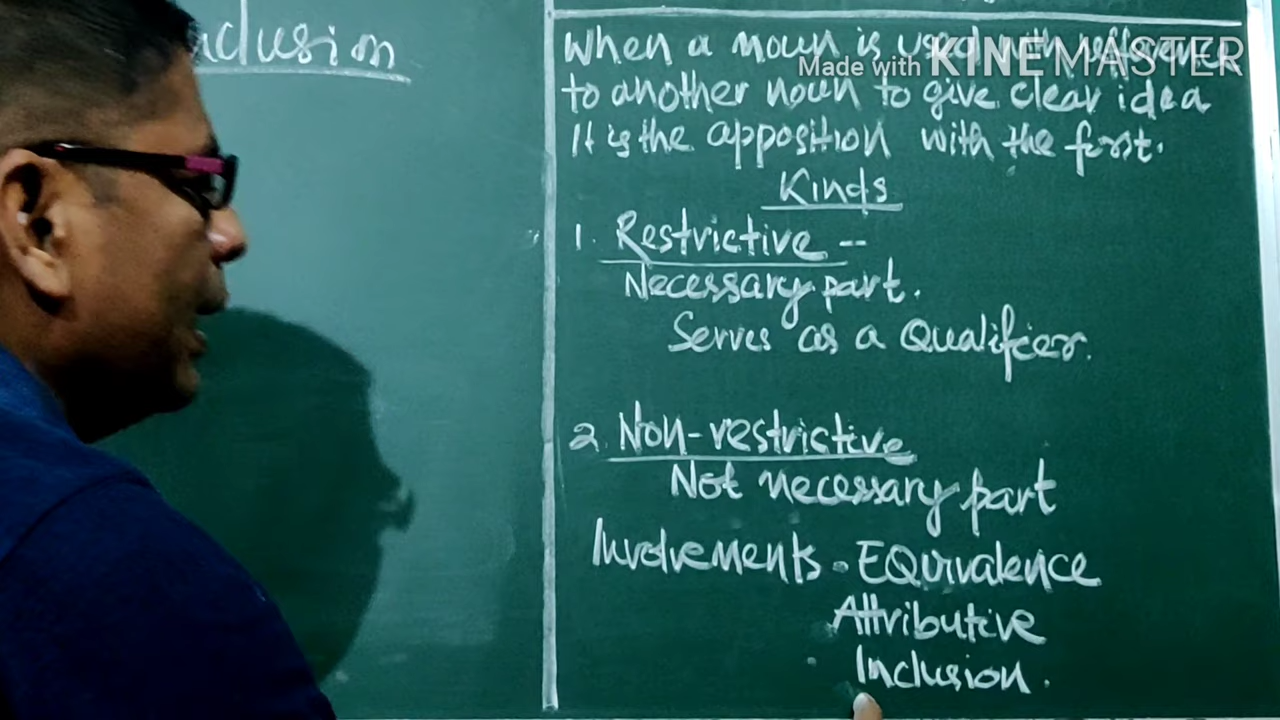 nclusion
When a noun is used with refference
Made with KINEMASTER
to another noun to give clear idea
It is the apposition with the first.
Kinds
1. Restrictive --
Necessary part.
Serves as a Qualifier.
2. Non-restrictive
Not necessary part
Involvements - EQuivalence
Attributive
Inclusion.